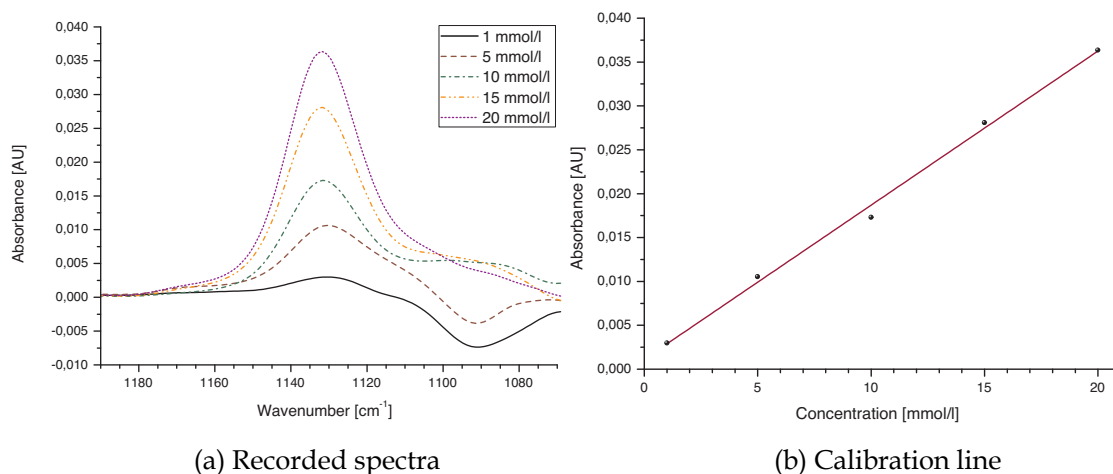 0,040
0,035
0,030
0,025
0,020
0,015
0,010
0,005
0,000
-0,005
-0,010
Absorbance [AU]
1 mmol/l
5 mmol/l
10 mmol/l
15 mmol/l
20 mmol/l
1180 1160 1140 1120 1100 1080
Wavenumber [cm⁻¹]
(a) Recorded spectra
0,040
0,035
0,030
0,025
0,020
0,015
0,010
0,005
0,000
Absorbance [AU]
0 5 10 15 20
Concentration [mmol/l]
(b) Calibration line